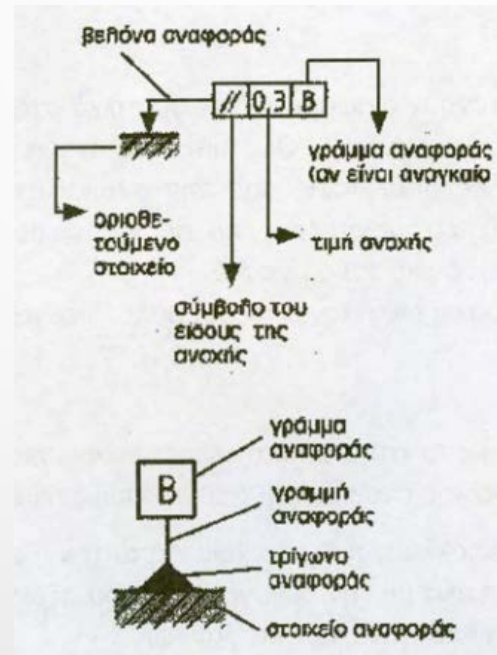 βελόνα αναφοράς
// 0,3 B
γράμμα αναφοράς
(αν είναι αναγκαίο
οριοθε-
τούμενο
στοιχείο
τιμή ανοχής
σύμβολο του
είδους της
ανοχής
γράμμα
αναφοράς
B
γραμμή
αναφοράς
τρίγωνο
αναφοράς
στοιχείο αναφοράς